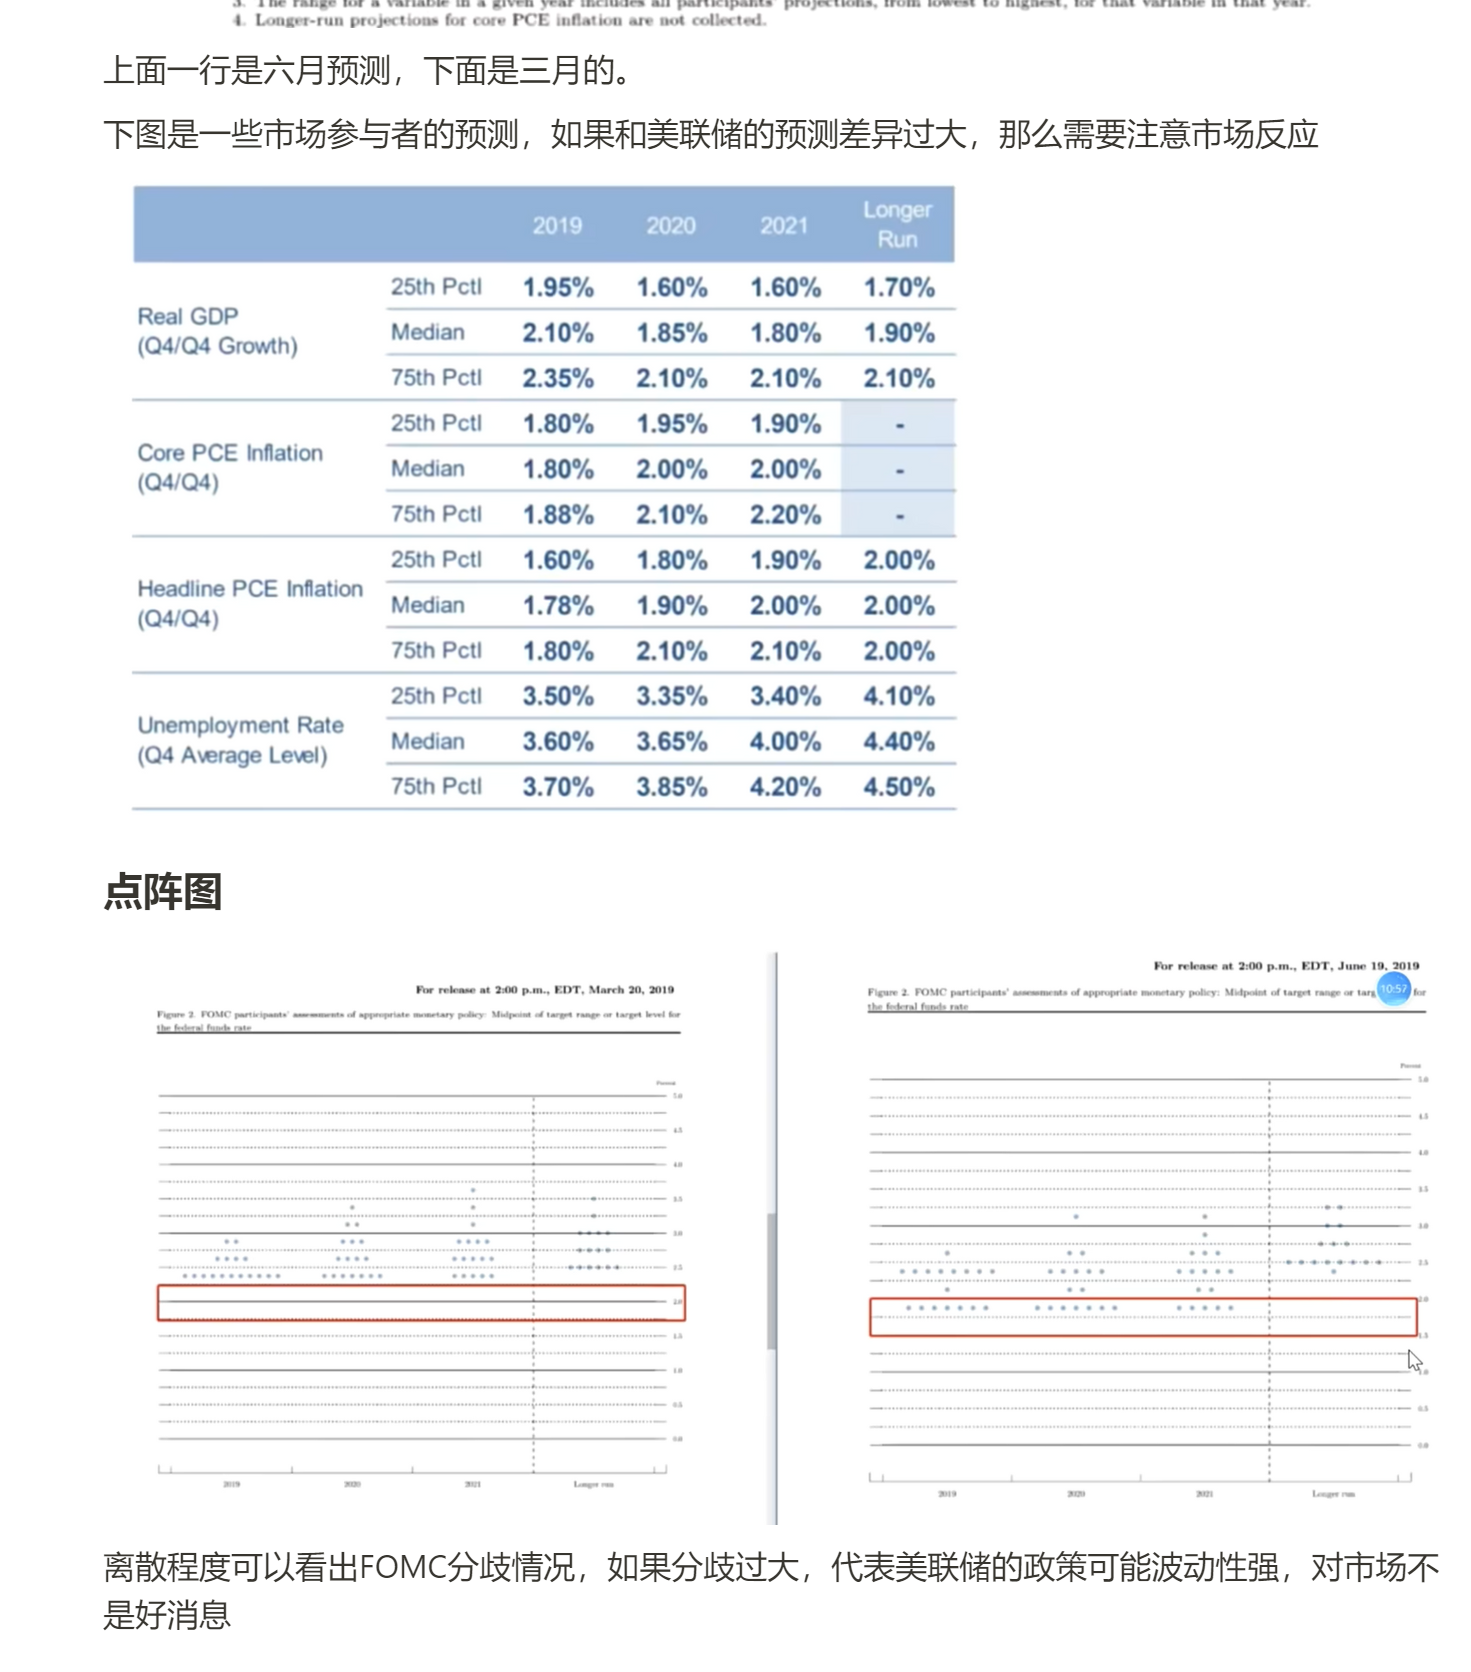 3. The range for a variable in a given year includes all participants' projections, from lowest to highest, for that variable in that year.
4. Longer-run projections for core PCE inflation are not collected.
上面一行是六月预测，下面是三月的。
下图是一些市场参与者的预测，如果和美联储的预测差异过大，那么需要注意市场反应
2019 2020 2021 Longer Run
Real GDP (Q4/Q4 Growth)
25th Pctl 1.95% 1.60% 1.60% 1.70%
Median 2.10% 1.85% 1.80% 1.90%
75th Pctl 2.35% 2.10% 2.10% 2.10%
Core PCE Inflation (Q4/Q4)
25th Pctl 1.80% 1.95% 1.90% -
Median 1.80% 2.00% 2.00% -
75th Pctl 1.88% 2.10% 2.20% -
Headline PCE Inflation (Q4/Q4)
25th Pctl 1.60% 1.80% 1.90% 2.00%
Median 1.78% 1.90% 2.00% 2.00%
75th Pctl 1.80% 2.10% 2.10% 2.00%
Unemployment Rate (Q4 Average Level)
25th Pctl 3.50% 3.35% 3.40% 4.10%
Median 3.60% 3.65% 4.00% 4.40%
75th Pctl 3.70% 3.85% 4.20% 4.50%
点阵图
For release at 2:00 p.m., EDT, March 20, 2019
Figure 2. FOMC participants' assessments of appropriate monetary policy: Midpoint of target range or target level for
the federal funds rate
Percent
5.0
4.5
4.0
3.5
3.0
2.5
2.0
1.5
1.0
0.5
0.0
2019 2020 2021 Longer run
For release at 2:00 p.m., EDT, June 19, 2019
Figure 2. FOMC participants' assessments of appropriate monetary policy: Midpoint of target range or targ 10:57 for
the federal funds rate
Percent
5.0
4.5
4.0
3.5
3.0
2.5
2.0
1.5
1.0
0.5
0.0
2019 2020 2021 Longer run
离散程度可以看出FOMC分歧情况，如果分歧过大，代表美联储的政策可能波动性强，对市场不
是好消息